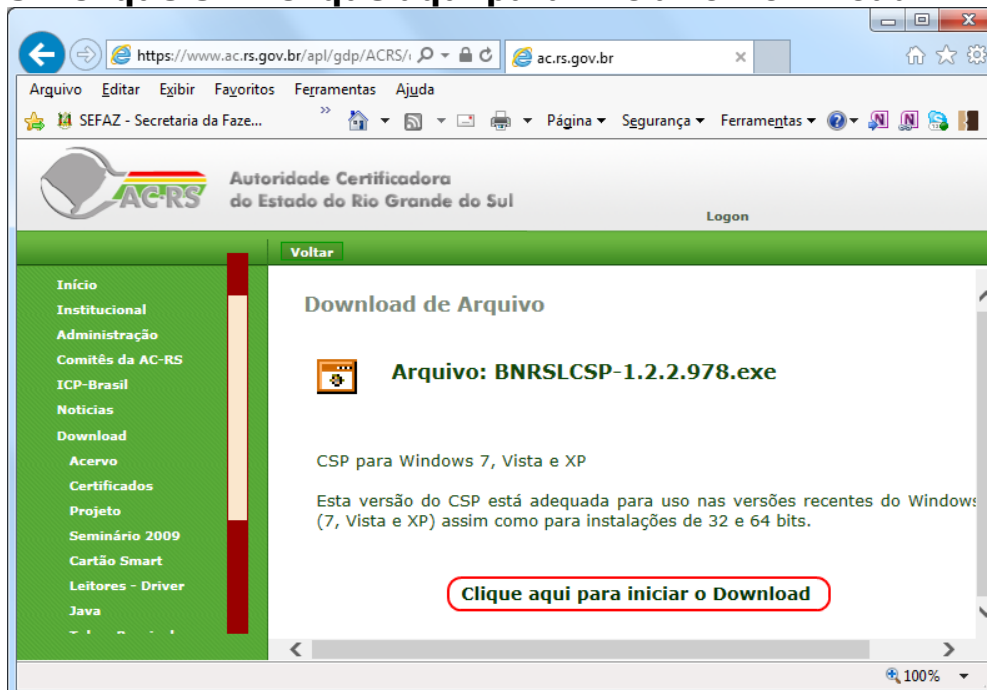 https://www.ac.rs.gov.br/apl/gdp/ACRS/
ac.rs.gov.br
Arquivo Editar Exibir Favoritos Ferramentas Ajuda
SEFAZ - Secretaria da Faze...
Página
Segurança
Ferramentas
AC-RS
Autoridade Certificadora
do Estado do Rio Grande do Sul
Logon
Voltar
Início
Institucional
Administração
Comitês da AC-RS
ICP-Brasil
Noticias
Download
Acervo
Certificados
Projeto
Seminário 2009
Cartão Smart
Leitores - Driver
Java
Download de Arquivo
Arquivo: BNRSLCSP-1.2.2.978.exe
CSP para Windows 7, Vista e XP
Esta versão do CSP está adequada para uso nas versões recentes do Windows
(7, Vista e XP) assim como para instalações de 32 e 64 bits.
Clique aqui para iniciar o Download
100%